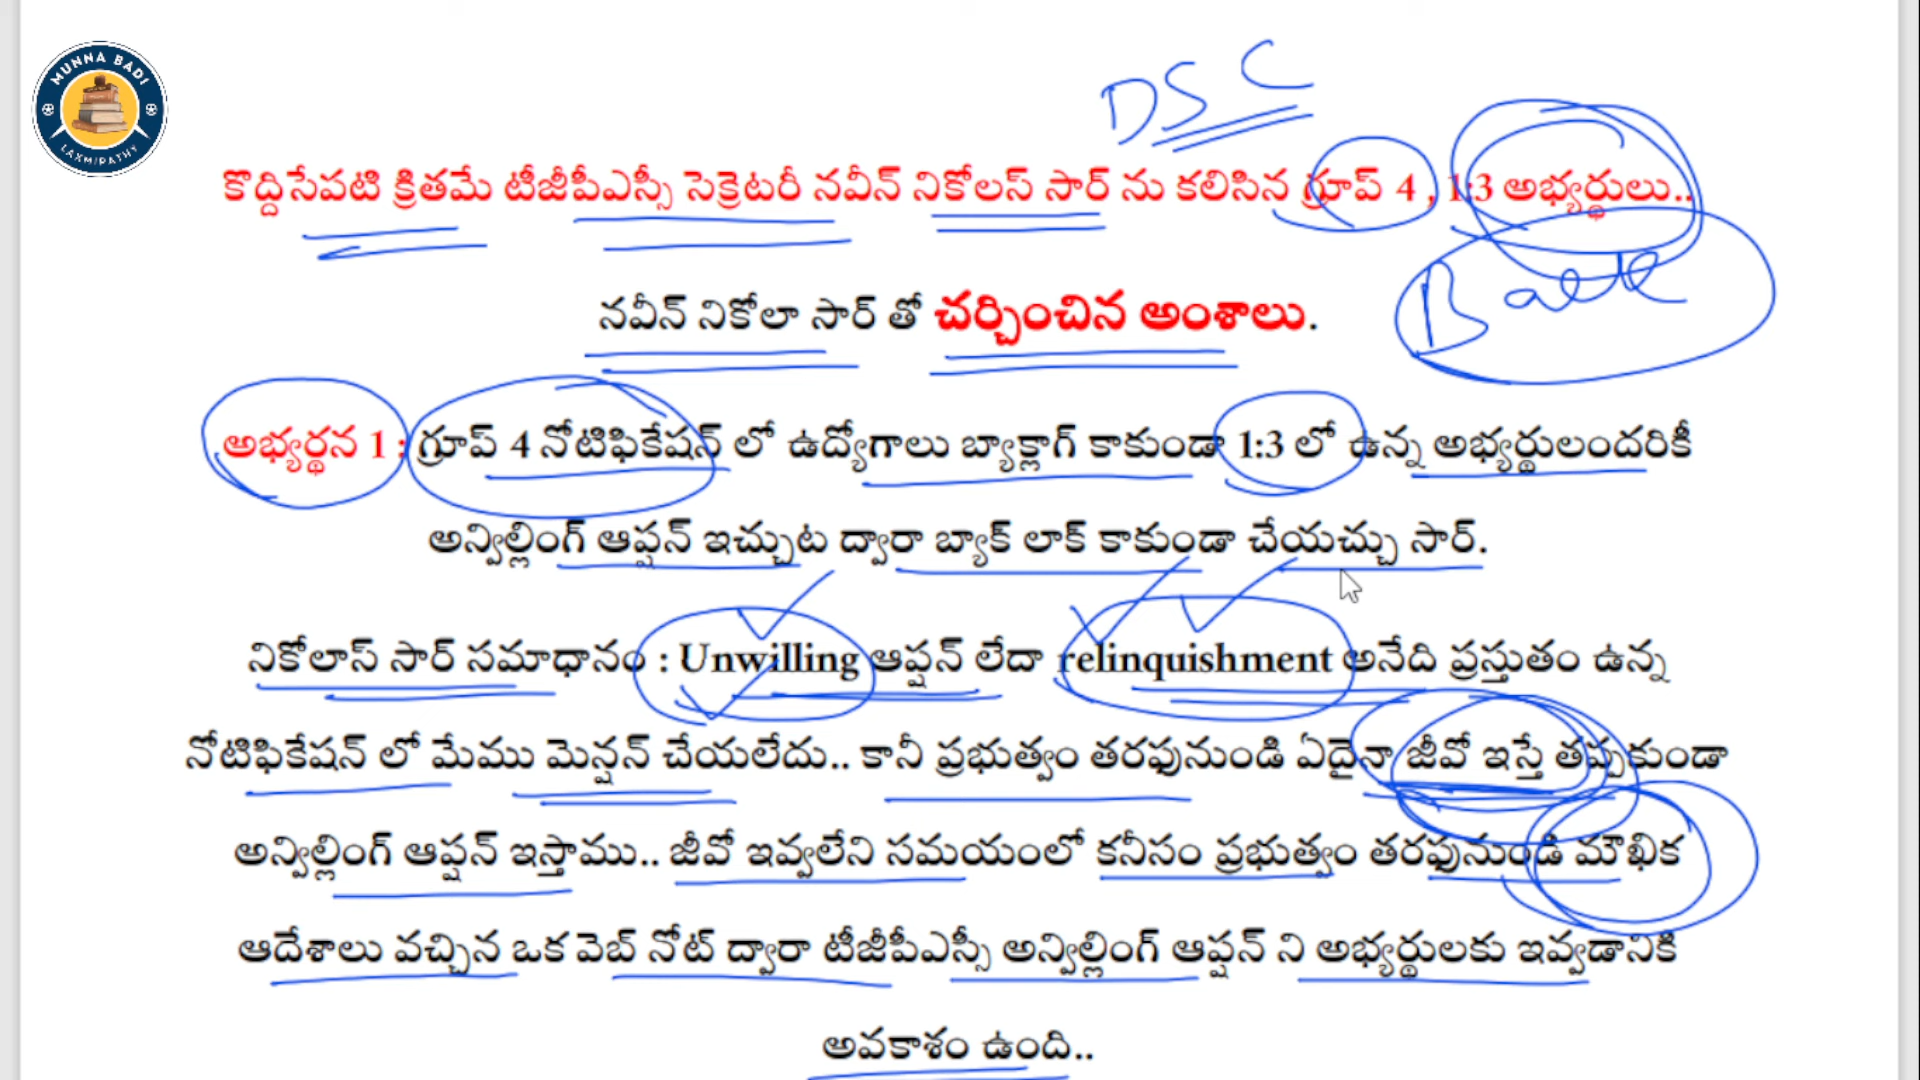 MUNNA BADI
LAXMIPATHY
DSC
కొద్దిసేపటి క్రితమే టీజీపీఎస్సీ సెక్రెటరీ నవీన్ నికోలస్ సార్ ను కలిసిన గ్రూప్ 4 , 1:3 అభ్యర్థులు..
నవీన్ నికోలా సార్ తో చర్చించిన అంశాలు.
అభ్యర్థన 1 : గ్రూప్ 4 నోటిఫికేషన్ లో ఉద్యోగాలు బ్యాక్లాగ్ కాకుండా 1:3 లో ఉన్న అభ్యర్థులందరికీ
అన్విల్లింగ్ ఆప్షన్ ఇచ్చుట ద్వారా బ్యాక్ లాక్ కాకుండా చేయచ్చు సార్.
నికోలాస్ సార్ సమాధానం : Unwilling ఆప్షన్ లేదా relinquishment అనేది ప్రస్తుతం ఉన్న
నోటిఫికేషన్ లో మేము మెన్షన్ చేయలేదు.. కానీ ప్రభుత్వం తరఫునుండి ఏదైనా జీవో ఇస్తే తప్పకుండా
అన్విల్లింగ్ ఆప్షన్ ఇస్తాము.. జీవో ఇవ్వలేని సమయంలో కనీసం ప్రభుత్వం తరఫునుండి మౌఖిక
ఆదేశాలు వచ్చిన ఒక వెబ్ నోట్ ద్వారా టీజీపీఎస్సీ అన్విల్లింగ్ ఆప్షన్ ని అభ్యర్థులకు ఇవ్వడానికి
అవకాశం ఉంది..